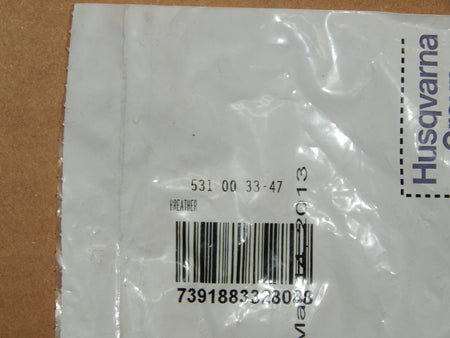 531 00 33-47
BREATHER
7391883328088
2013
Husqvarna